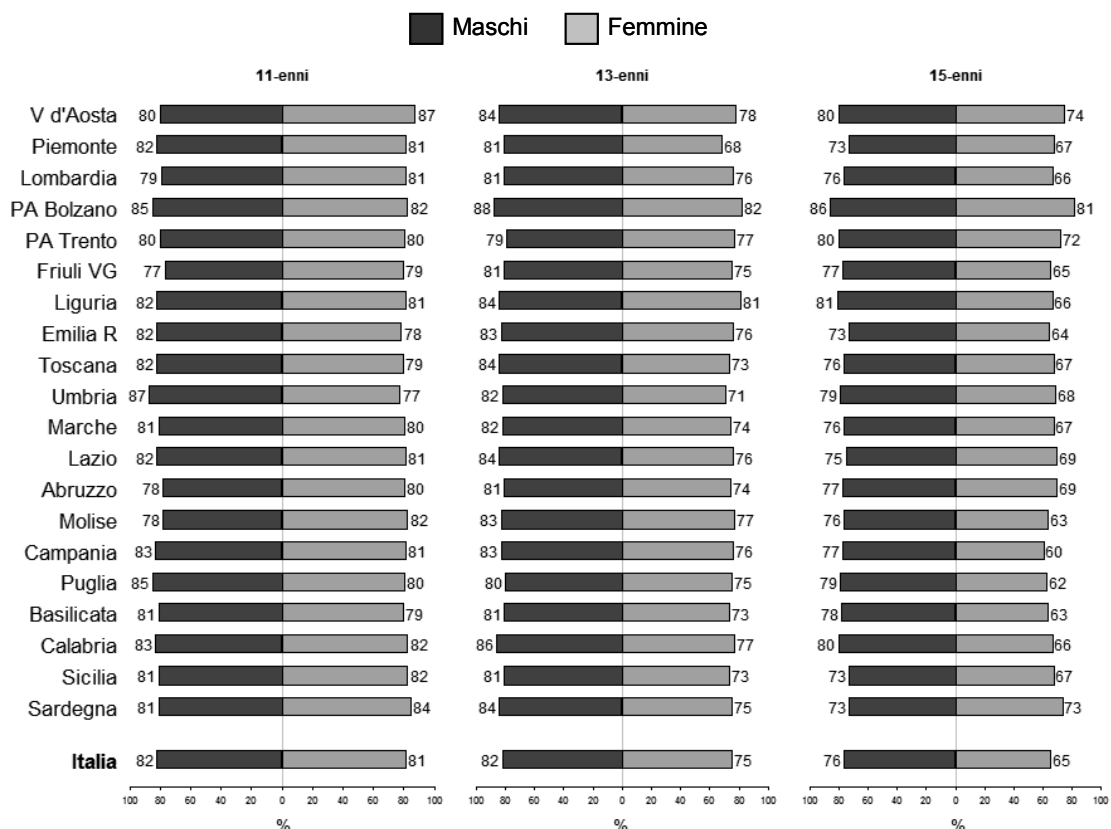 Maschi Femmine
11-enni 13-enni 15-enni
V d'Aosta 80 87 84 78 80 74
Piemonte 82 81 81 68 73 67
Lombardia 79 81 81 76 76 66
PA Bolzano 85 82 88 82 86 81
PA Trento 80 80 79 77 80 72
Friuli VG 77 79 81 75 77 65
Liguria 82 81 84 81 81 66
Emilia R 82 78 83 76 73 64
Toscana 82 79 84 73 76 67
Umbria 87 77 82 71 79 68
Marche 81 80 82 74 76 67
Lazio 82 81 84 76 75 69
Abruzzo 78 80 81 74 77 69
Molise 78 82 83 77 76 63
Campania 83 81 83 76 77 60
Puglia 85 80 80 75 79 62
Basilicata 81 79 81 73 78 63
Calabria 83 82 86 77 80 66
Sicilia 81 82 81 73 73 67
Sardegna 81 84 84 75 73 73
Italia 82 81 82 75 76 65
100 80 60 40 20 0 20 40 60 80 100 100 80 60 40 20 0 20 40 60 80 100 100 80 60 40 20 0 20 40 60 80 100
% % %